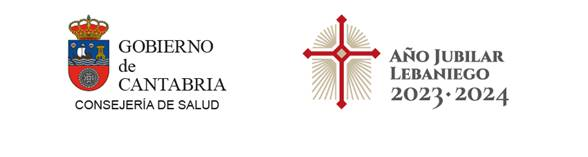 GOBIERNO
de
CANTABRIA
CONSEJERÍA DE SALUD
AÑO JUBILAR
LEBANIEGO
2023·2024